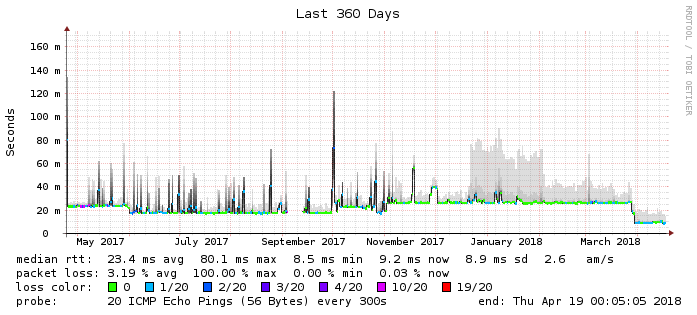 Last 360 Days
RRDTOOL / TOBI OETIKER
Seconds
160 m
140 m
120 m
100 m
80 m
60 m
40 m
20 m
0
May 2017 July 2017 September 2017 November 2017 January 2018 March 2018
median rtt: 23.4 ms avg 80.1 ms max 8.5 ms min 9.2 ms now 8.9 ms sd 2.6 am/s
packet loss: 3.19 % avg 100.00 % max 0.00 % min 0.03 % now
loss color: 0 1/20 2/20 3/20 4/20 10/20 19/20
probe: 20 ICMP Echo Pings (56 Bytes) every 300s end: Thu Apr 19 00:05:05 2018